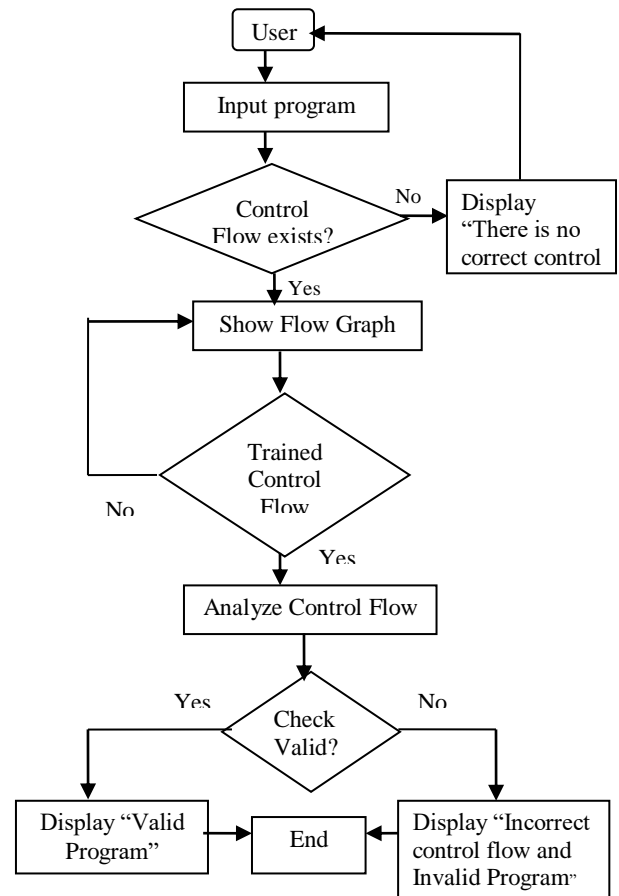 User
Input program
Control
Flow exists?
No
Display
“There is no
correct control
Yes
Show Flow Graph
Trained
Control
Flow
No
Yes
Analyze Control Flow
Yes
No
Check
Valid?
Display “Valid
Program”
End
Display “Incorrect
control flow and
Invalid Program”